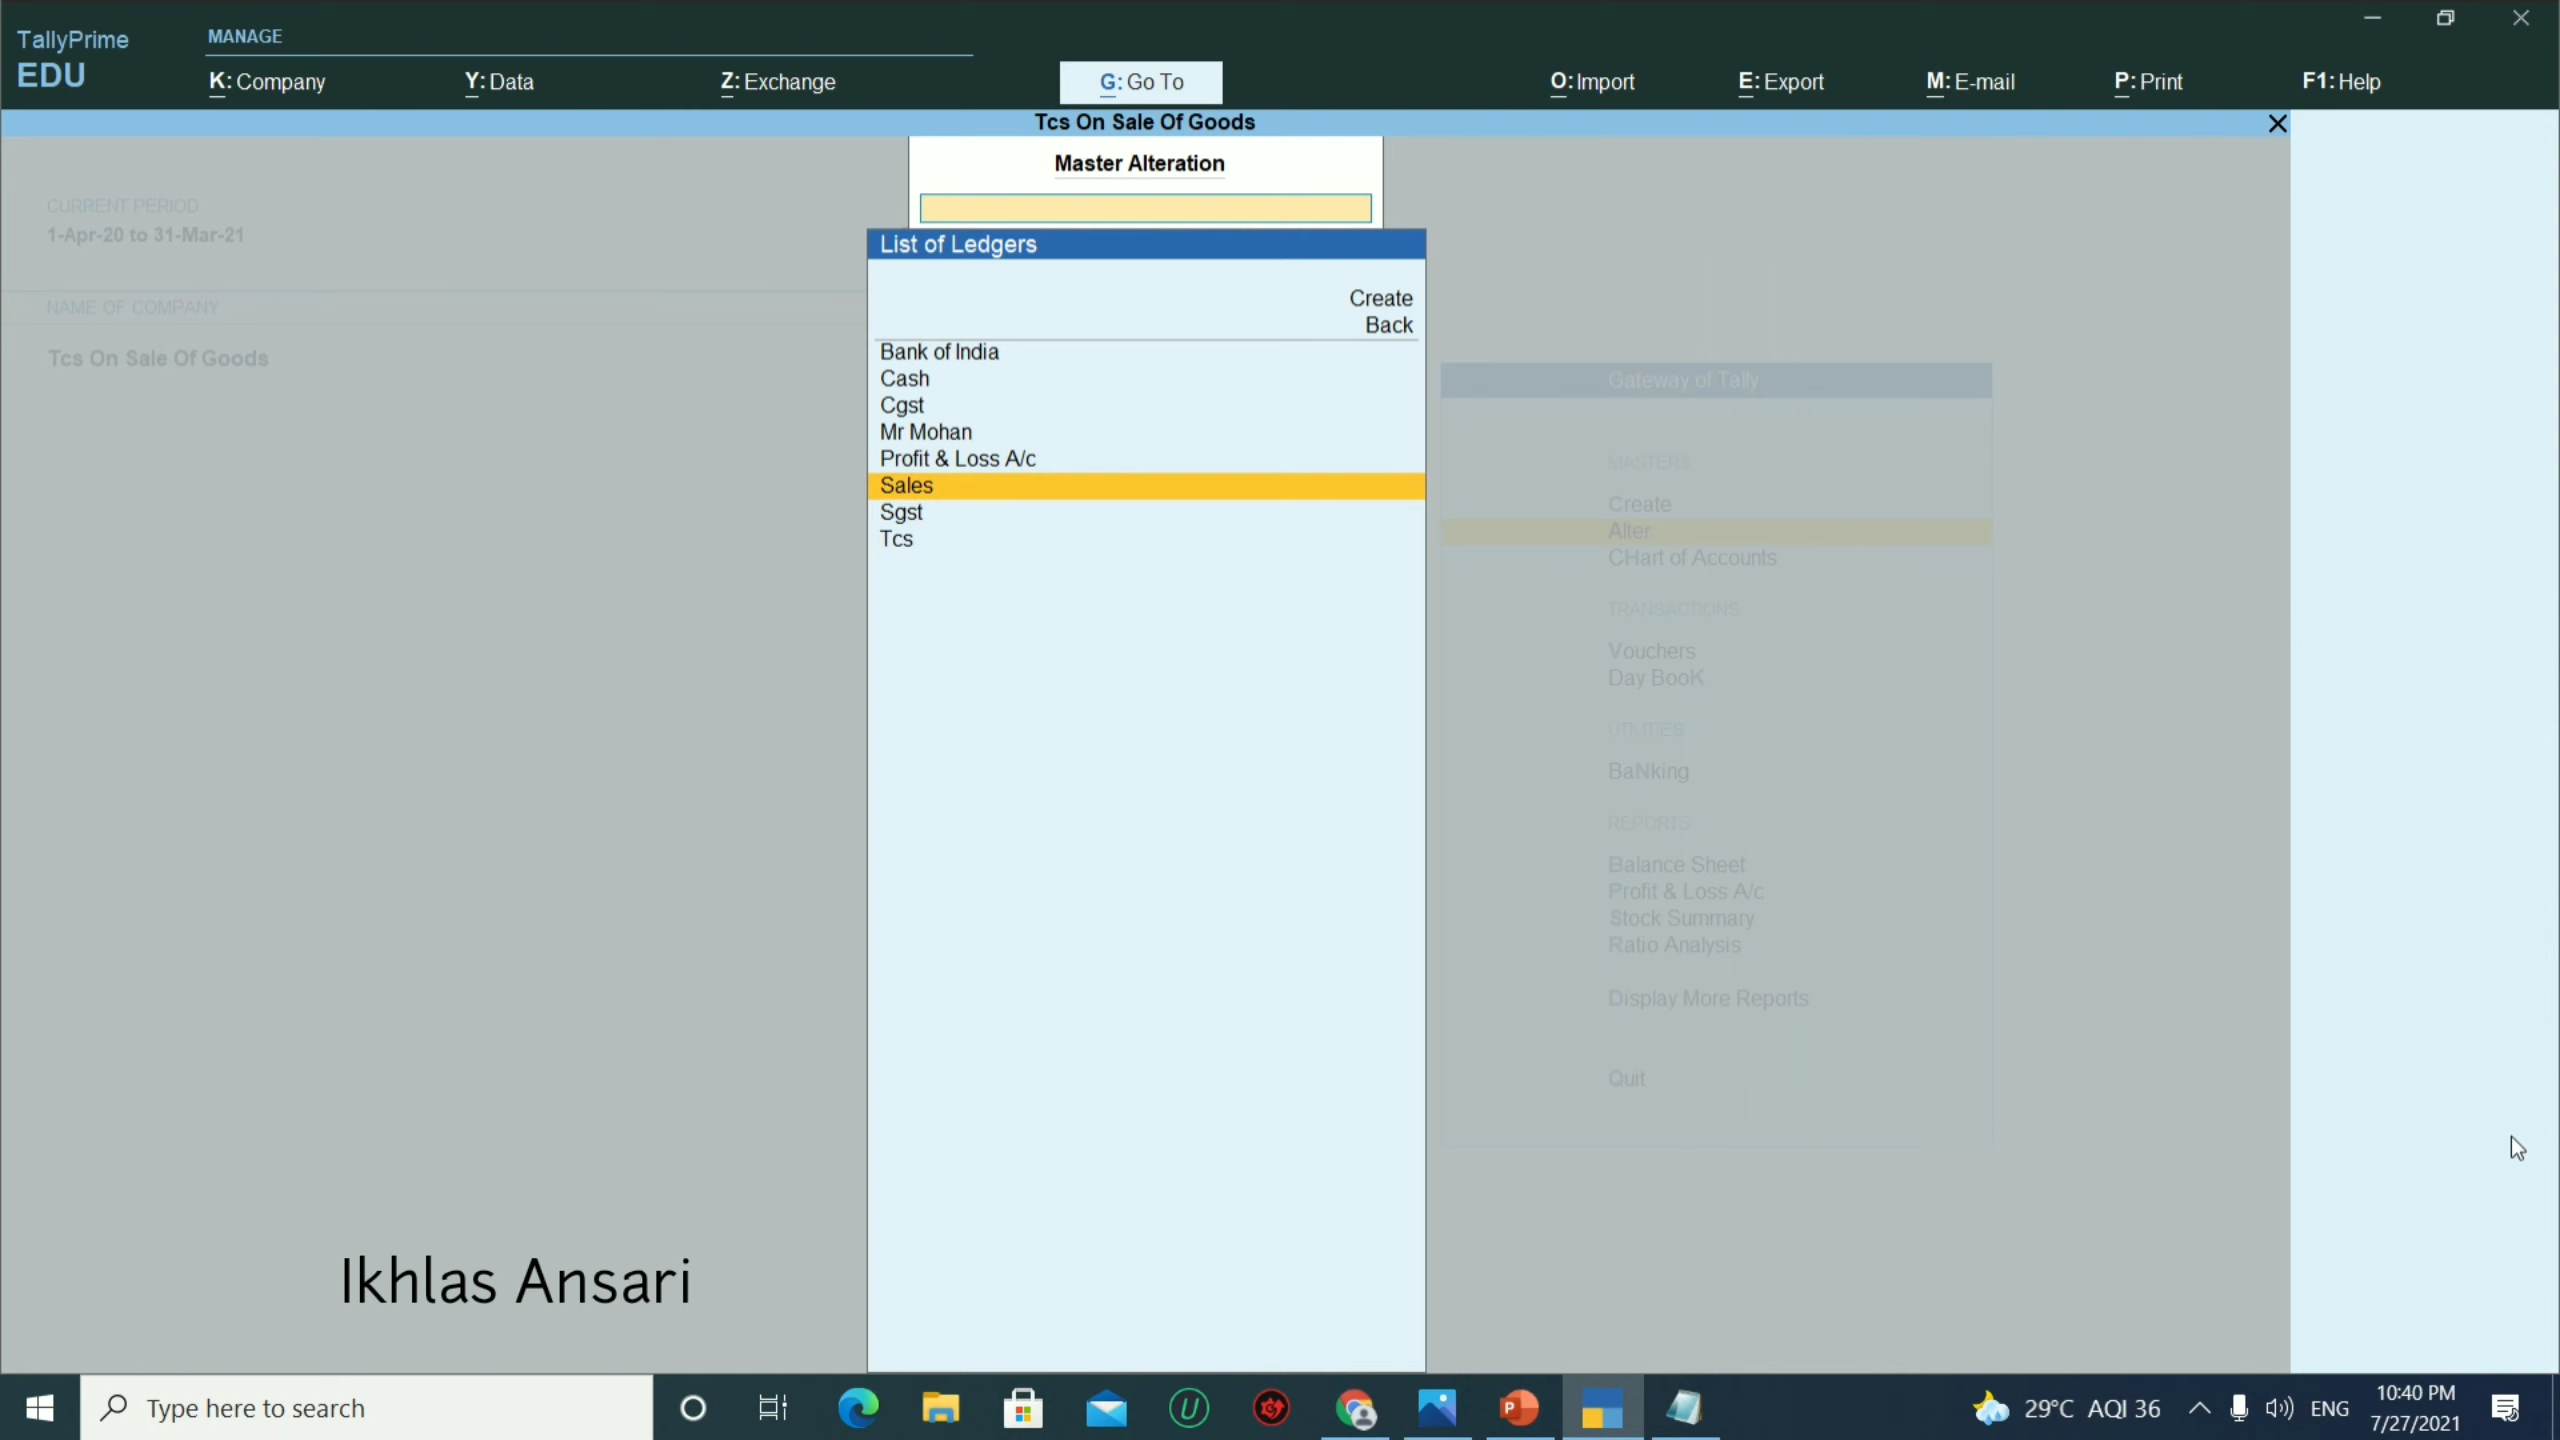 TallyPrime
EDU
MANAGE
K: Company
Y: Data
Z: Exchange
G: Go To
O: Import
E: Export
M: E-mail
P: Print
F1: Help
Tcs On Sale Of Goods
Master Alteration
CURRENT PERIOD
1-Apr-20 to 31-Mar-21
NAME OF COMPANY
Tcs On Sale Of Goods
List of Ledgers
Create
Back
Bank of India
Cash
Cgst
Mr Mohan
Profit & Loss A/c
Sales
Sgst
Tcs
Gateway of Tally
MASTERS
Create
Alter
CHart of Accounts
TRANSACTIONS
Vouchers
Day BooK
UTILITIES
BaNking
REPORTS
Balance Sheet
Profit & Loss A/c
Stock Summary
Ratio Analysis
Display More Reports
Quit
Ikhlas Ansari
Type here to search
29°C AQI 36
ENG
10:40 PM
7/27/2021